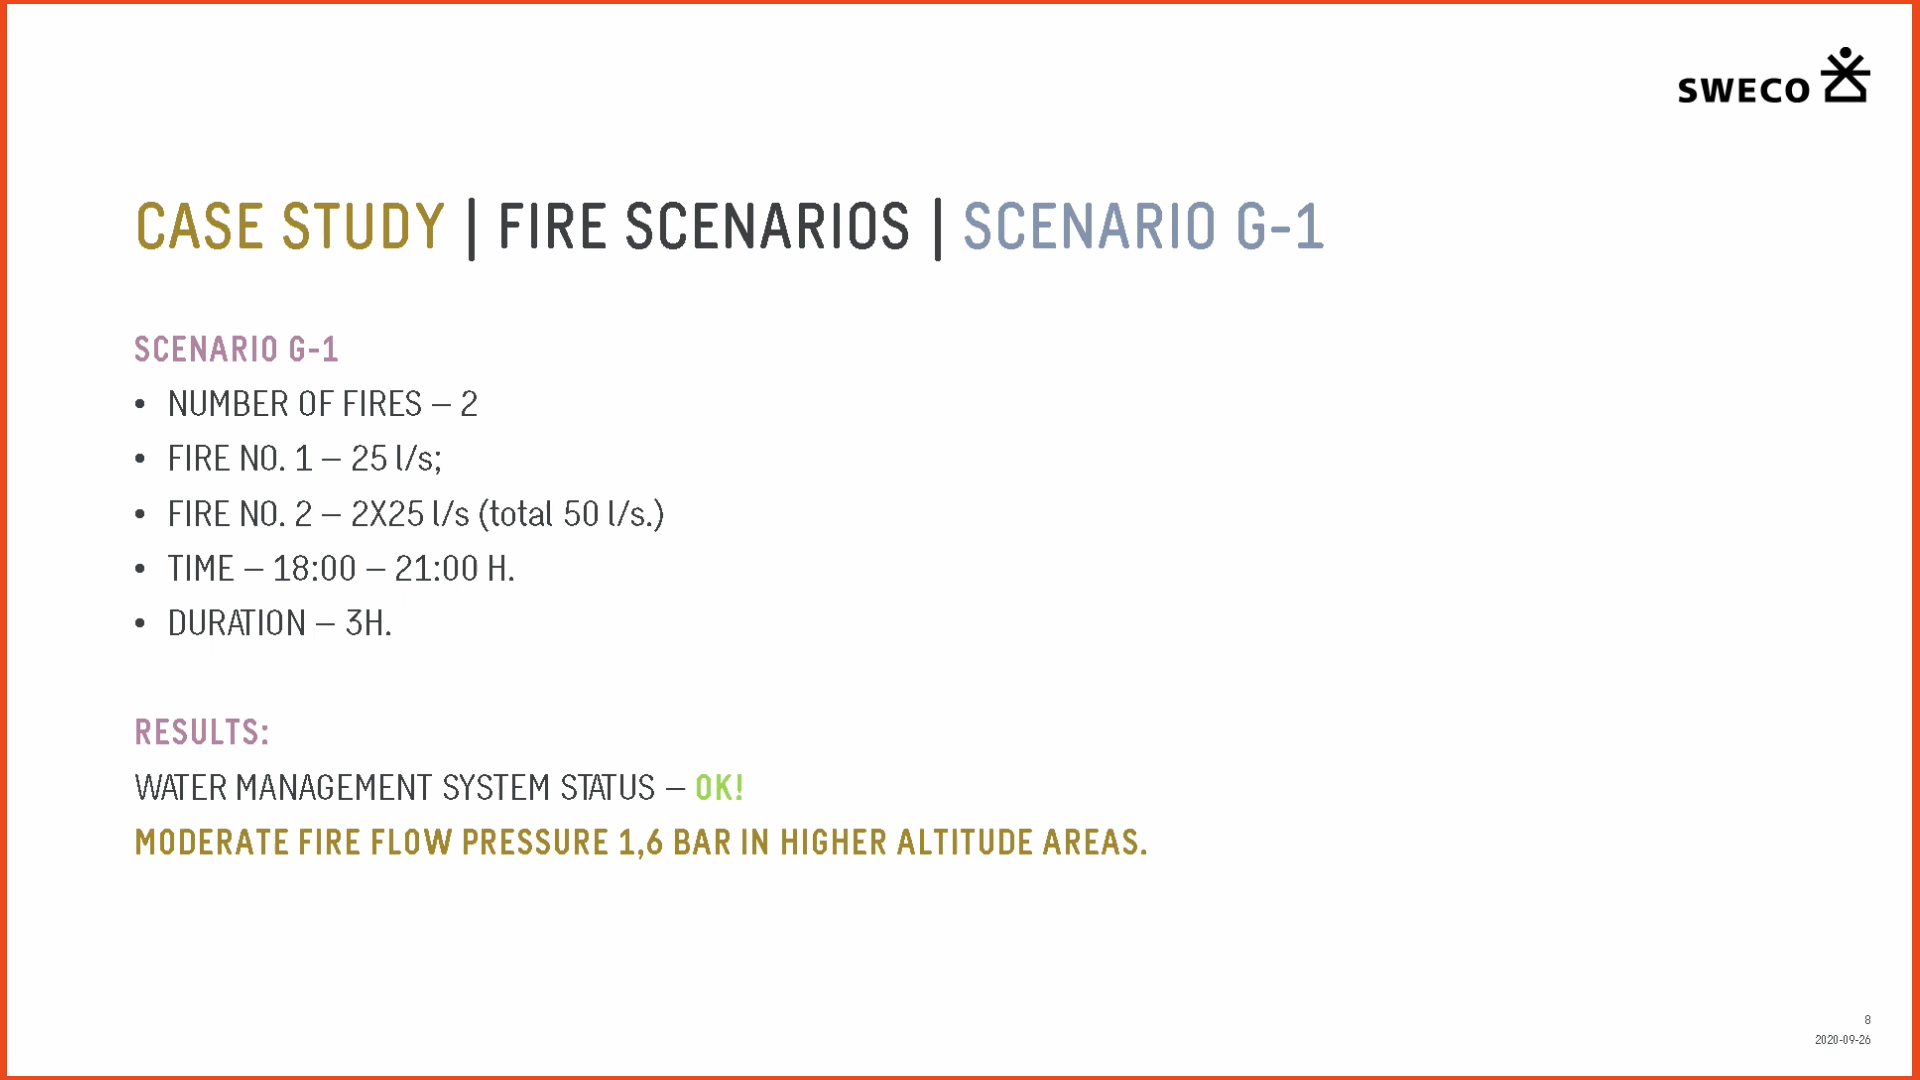 SWECO
CASE STUDY | FIRE SCENARIOS | SCENARIO G-1
SCENARIO G-1
• NUMBER OF FIRES – 2
• FIRE NO. 1 – 25 l/s;
• FIRE NO. 2 – 2X25 l/s (total 50 l/s.)
• TIME – 18:00 – 21:00 H.
• DURATION – 3H.
RESULTS:
WATER MANAGEMENT SYSTEM STATUS – OK!
MODERATE FIRE FLOW PRESSURE 1,6 BAR IN HIGHER ALTITUDE AREAS.
8
2020-09-26